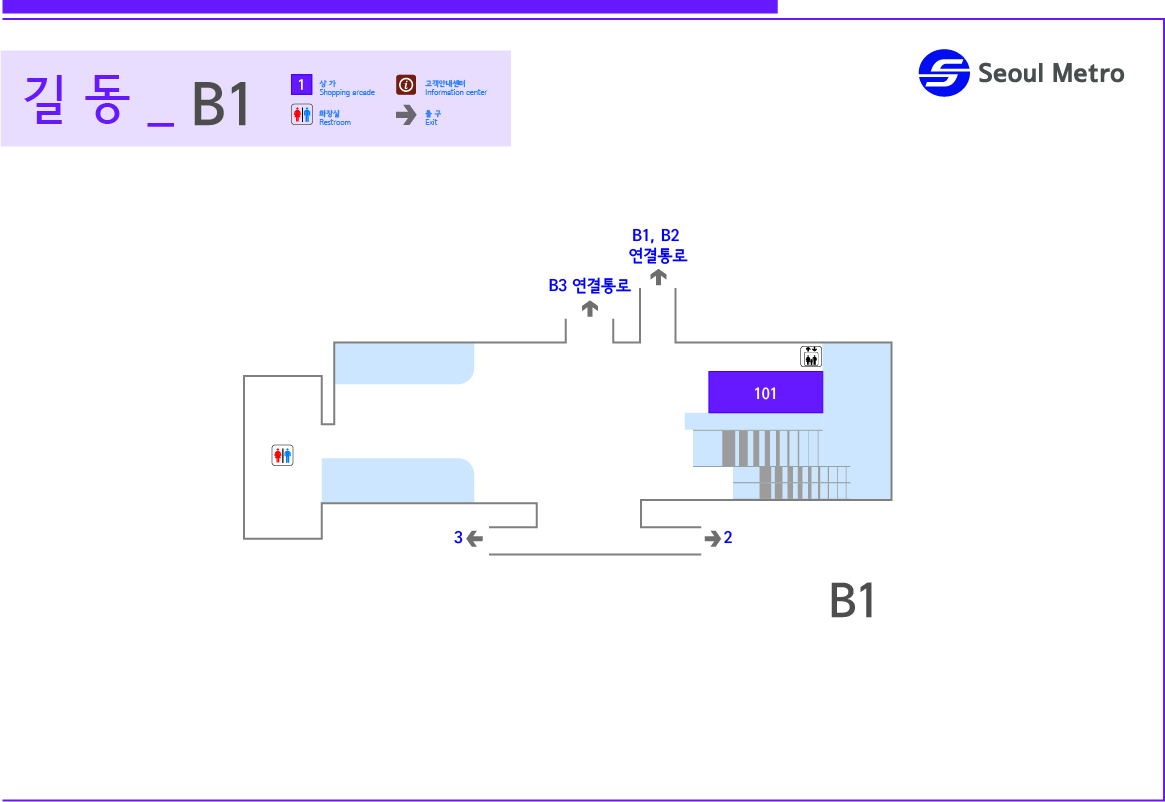 길 동 _ B1
1
상 가
Shopping arcade
고객안내센터
Information center
화장실
Restroom
출 구
Exit
Seoul Metro
B1, B2
연결통로
B3 연결통로
101
3
2
B1